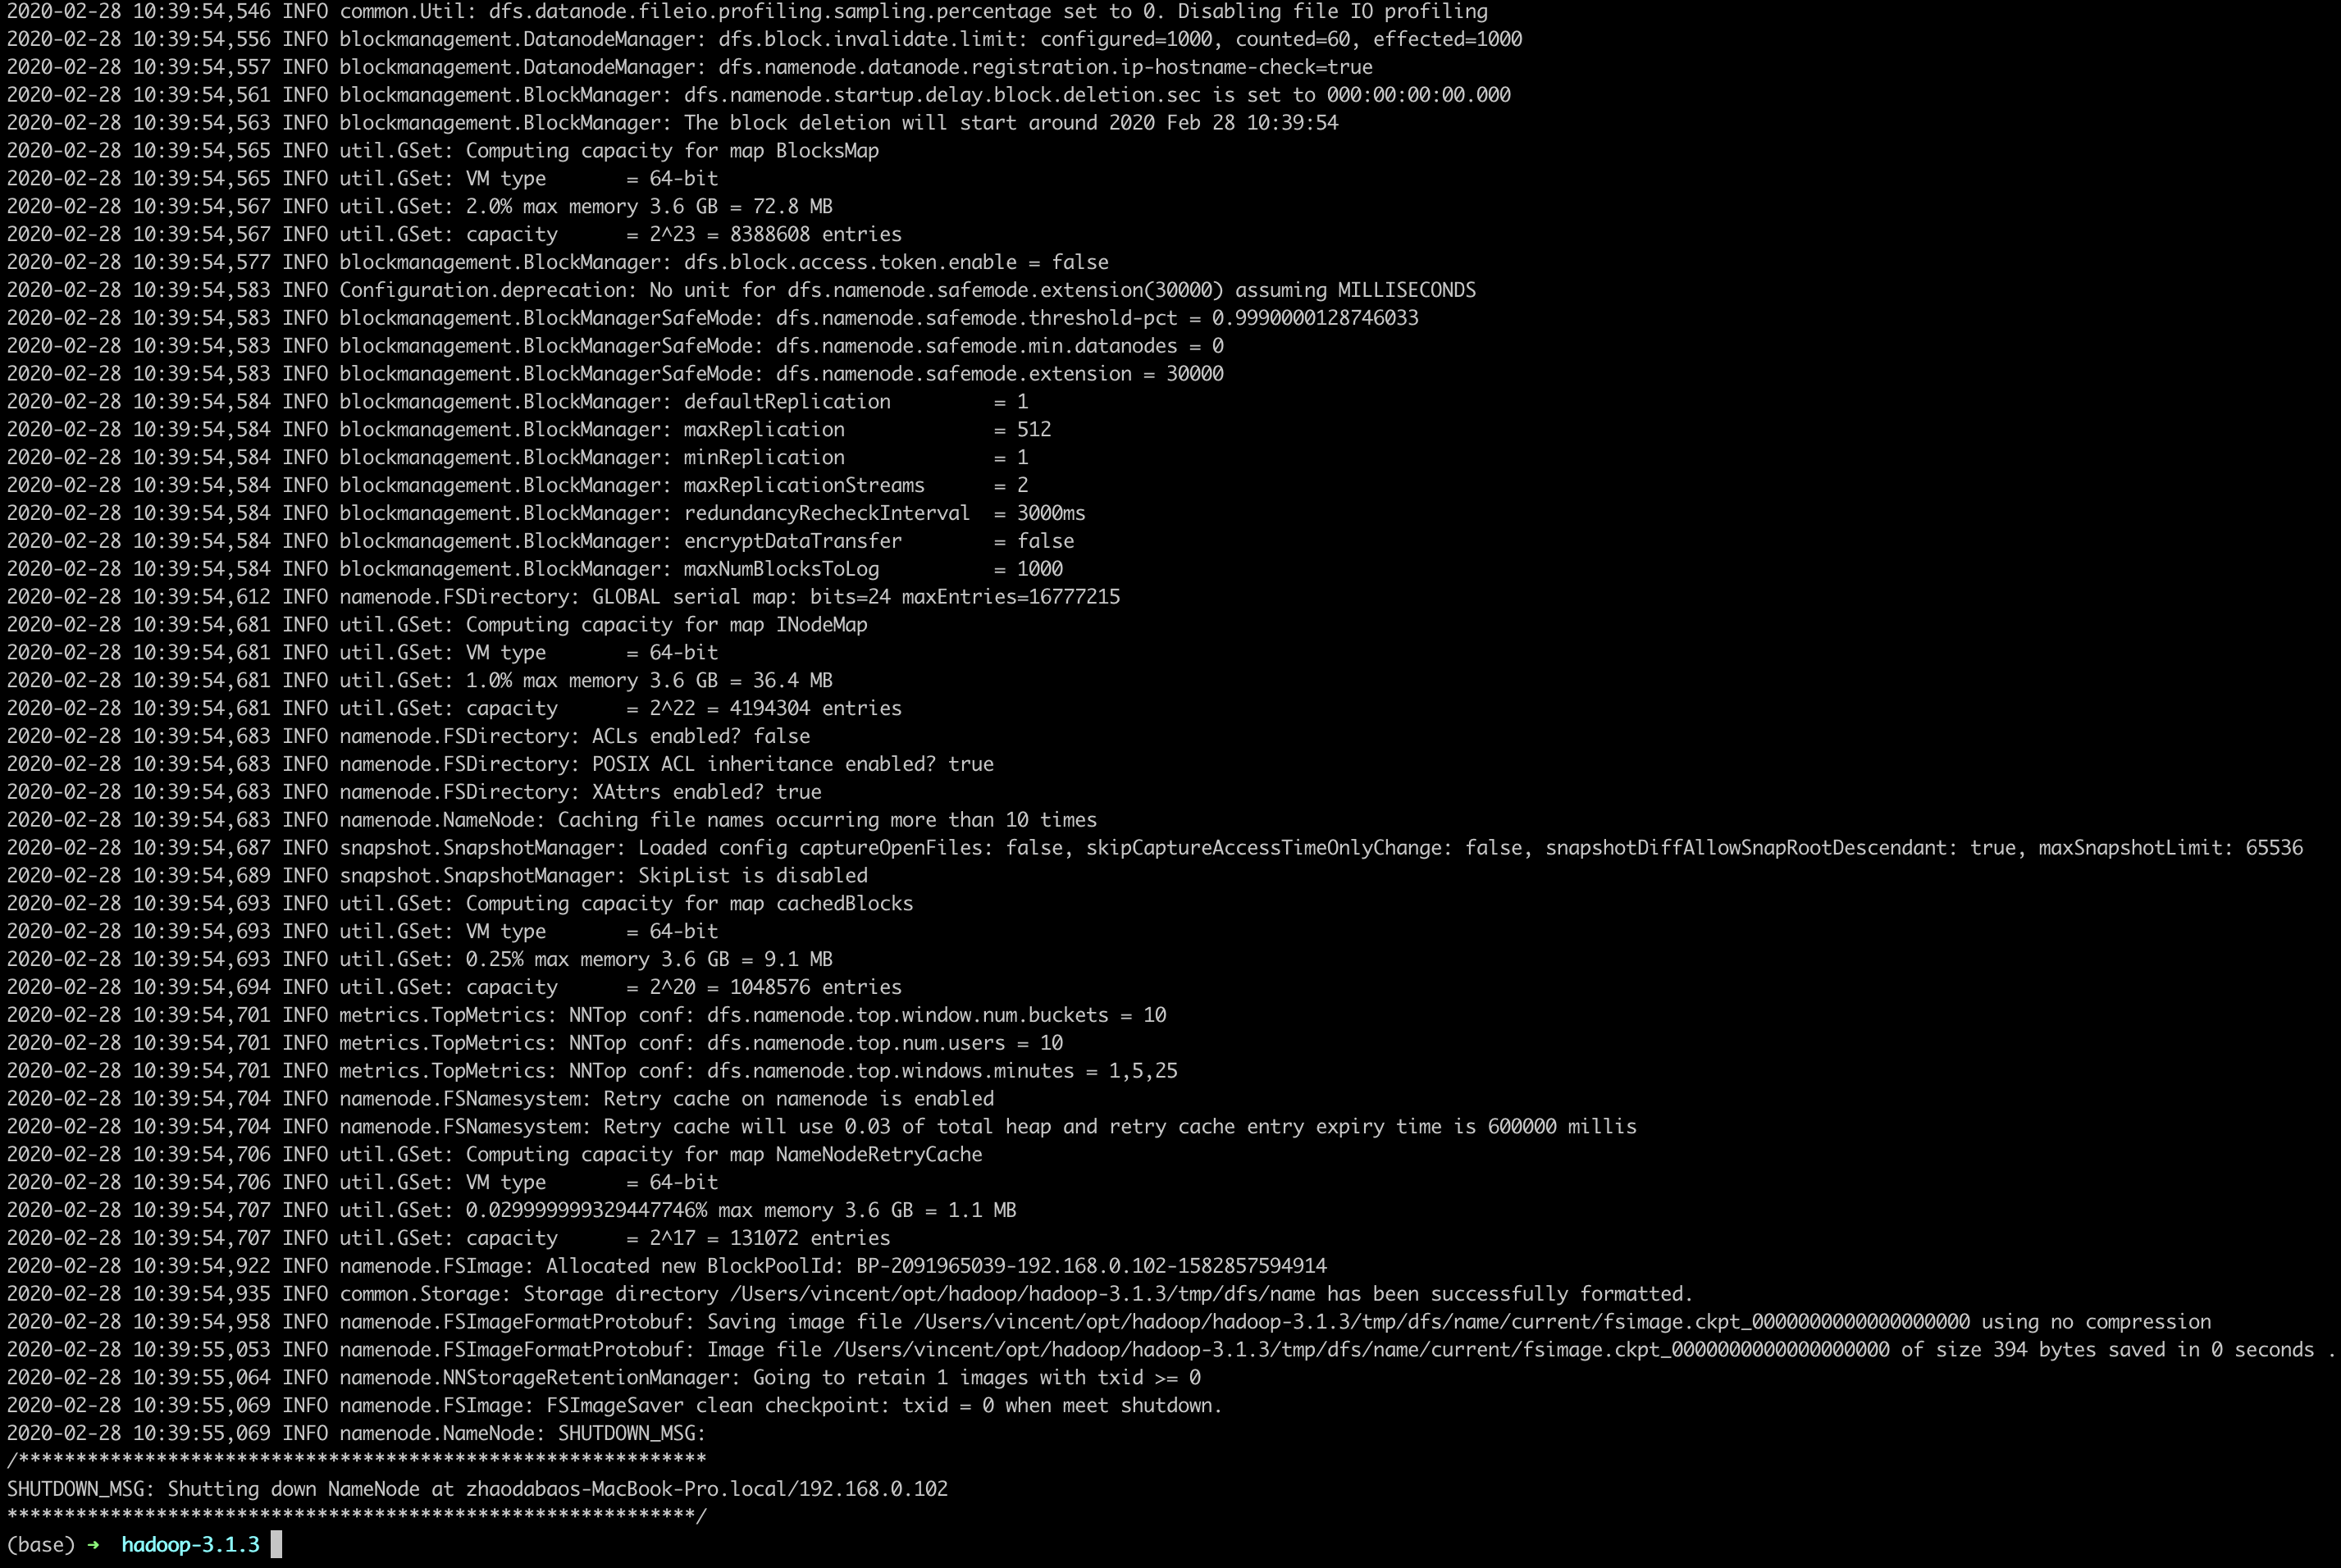 2020-02-28 10:39:54,546 INFO common.Util: dfs.datanode.fileio.profiling.sampling.percentage set to 0. Disabling file IO profiling
2020-02-28 10:39:54,556 INFO blockmanagement.DatanodeManager: dfs.block.invalidate.limit: configured=1000, counted=60, effected=1000
2020-02-28 10:39:54,557 INFO blockmanagement.DatanodeManager: dfs.namenode.datanode.registration.ip-hostname-check=true
2020-02-28 10:39:54,561 INFO blockmanagement.BlockManager: dfs.namenode.startup.delay.block.deletion.sec is set to 000:00:00:00.000
2020-02-28 10:39:54,563 INFO blockmanagement.BlockManager: The block deletion will start around 2020 Feb 28 10:39:54
2020-02-28 10:39:54,565 INFO util.GSet: Computing capacity for map BlocksMap
2020-02-28 10:39:54,565 INFO util.GSet: VM type       = 64-bit
2020-02-28 10:39:54,567 INFO util.GSet: 2.0% max memory 3.6 GB = 72.8 MB
2020-02-28 10:39:54,567 INFO util.GSet: capacity      = 2^23 = 8388608 entries
2020-02-28 10:39:54,577 INFO blockmanagement.BlockManager: dfs.block.access.token.enable = false
2020-02-28 10:39:54,583 INFO Configuration.deprecation: No unit for dfs.namenode.safemode.extension(30000) assuming MILLISECONDS
2020-02-28 10:39:54,583 INFO blockmanagement.BlockManagerSafeMode: dfs.namenode.safemode.threshold-pct = 0.9990000128746033
2020-02-28 10:39:54,583 INFO blockmanagement.BlockManagerSafeMode: dfs.namenode.safemode.min.datanodes = 0
2020-02-28 10:39:54,583 INFO blockmanagement.BlockManagerSafeMode: dfs.namenode.safemode.extension = 30000
2020-02-28 10:39:54,584 INFO blockmanagement.BlockManager: defaultReplication         = 1
2020-02-28 10:39:54,584 INFO blockmanagement.BlockManager: maxReplication             = 512
2020-02-28 10:39:54,584 INFO blockmanagement.BlockManager: minReplication             = 1
2020-02-28 10:39:54,584 INFO blockmanagement.BlockManager: maxReplicationStreams      = 2
2020-02-28 10:39:54,584 INFO blockmanagement.BlockManager: redundancyRecheckInterval  = 3000ms
2020-02-28 10:39:54,584 INFO blockmanagement.BlockManager: encryptDataTransfer        = false
2020-02-28 10:39:54,584 INFO blockmanagement.BlockManager: maxNumBlocksToLog          = 1000
2020-02-28 10:39:54,612 INFO namenode.FSDirectory: GLOBAL serial map: bits=24 maxEntries=16777215
2020-02-28 10:39:54,681 INFO util.GSet: Computing capacity for map INodeMap
2020-02-28 10:39:54,681 INFO util.GSet: VM type       = 64-bit
2020-02-28 10:39:54,681 INFO util.GSet: 1.0% max memory 3.6 GB = 36.4 MB
2020-02-28 10:39:54,681 INFO util.GSet: capacity      = 2^22 = 4194304 entries
2020-02-28 10:39:54,683 INFO namenode.FSDirectory: ACLs enabled? false
2020-02-28 10:39:54,683 INFO namenode.FSDirectory: POSIX ACL inheritance enabled? true
2020-02-28 10:39:54,683 INFO namenode.FSDirectory: XAttrs enabled? true
2020-02-28 10:39:54,683 INFO namenode.NameNode: Caching file names occurring more than 10 times
2020-02-28 10:39:54,687 INFO snapshot.SnapshotManager: Loaded config captureOpenFiles: false, skipCaptureAccessTimeOnlyChange: false, snapshotDiffAllowSnapRootDescendant: true, maxSnapshotLimit: 65536
2020-02-28 10:39:54,689 INFO snapshot.SnapshotManager: SkipList is disabled
2020-02-28 10:39:54,693 INFO util.GSet: Computing capacity for map cachedBlocks
2020-02-28 10:39:54,693 INFO util.GSet: VM type       = 64-bit
2020-02-28 10:39:54,693 INFO util.GSet: 0.25% max memory 3.6 GB = 9.1 MB
2020-02-28 10:39:54,694 INFO util.GSet: capacity      = 2^20 = 1048576 entries
2020-02-28 10:39:54,701 INFO metrics.TopMetrics: NNTop conf: dfs.namenode.top.window.num.buckets = 10
2020-02-28 10:39:54,701 INFO metrics.TopMetrics: NNTop conf: dfs.namenode.top.num.users = 10
2020-02-28 10:39:54,701 INFO metrics.TopMetrics: NNTop conf: dfs.namenode.top.windows.minutes = 1,5,25
2020-02-28 10:39:54,704 INFO namenode.FSNamesystem: Retry cache on namenode is enabled
2020-02-28 10:39:54,704 INFO namenode.FSNamesystem: Retry cache will use 0.03 of total heap and retry cache entry expiry time is 600000 millis
2020-02-28 10:39:54,706 INFO util.GSet: Computing capacity for map NameNodeRetryCache
2020-02-28 10:39:54,706 INFO util.GSet: VM type       = 64-bit
2020-02-28 10:39:54,707 INFO util.GSet: 0.029999999329447746% max memory 3.6 GB = 1.1 MB
2020-02-28 10:39:54,707 INFO util.GSet: capacity      = 2^17 = 131072 entries
2020-02-28 10:39:54,922 INFO namenode.FSImage: Allocated new BlockPoolId: BP-2091965039-192.168.0.102-1582857594914
2020-02-28 10:39:54,935 INFO common.Storage: Storage directory /Users/vincent/opt/hadoop/hadoop-3.1.3/tmp/dfs/name has been successfully formatted.
2020-02-28 10:39:54,958 INFO namenode.FSImageFormatProtobuf: Saving image file /Users/vincent/opt/hadoop/hadoop-3.1.3/tmp/dfs/name/current/fsimage.ckpt_0000000000000000000 using no compression
2020-02-28 10:39:55,053 INFO namenode.FSImageFormatProtobuf: Image file /Users/vincent/opt/hadoop/hadoop-3.1.3/tmp/dfs/name/current/fsimage.ckpt_0000000000000000000 of size 394 bytes saved in 0 seconds .
2020-02-28 10:39:55,064 INFO namenode.NNStorageRetentionManager: Going to retain 1 images with txid >= 0
2020-02-28 10:39:55,069 INFO namenode.FSImage: FSImageSaver clean checkpoint: txid = 0 when meet shutdown.
2020-02-28 10:39:55,069 INFO namenode.NameNode: SHUTDOWN_MSG:
/************************************************************
SHUTDOWN_MSG: Shutting down NameNode at zhaodabaos-MacBook-Pro.local/192.168.0.102
************************************************************/
(base) ➜  hadoop-3.1.3